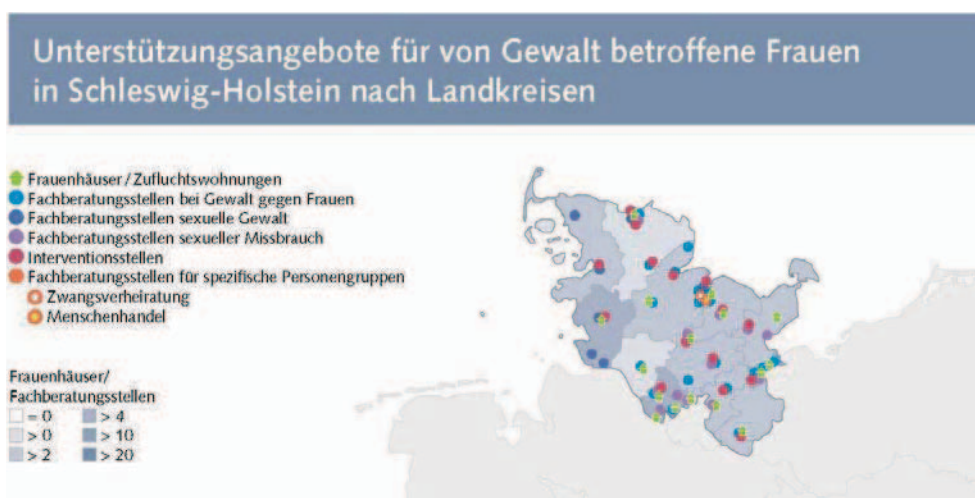 Unterstützungsangebote für von Gewalt betroffene Frauen
in Schleswig-Holstein nach Landkreisen
Frauenhäuser / Zufluchtswohnungen
Fachberatungsstellen bei Gewalt gegen Frauen
Fachberatungsstellen sexuelle Gewalt
Fachberatungsstellen sexueller Missbrauch
Interventionsstellen
Fachberatungsstellen für spezifische Personengruppen
Zwangsverheiratung
Menschenhandel
Frauenhäuser/
Fachberatungsstellen
= 0 > 4
> 0 > 10
> 2 > 20